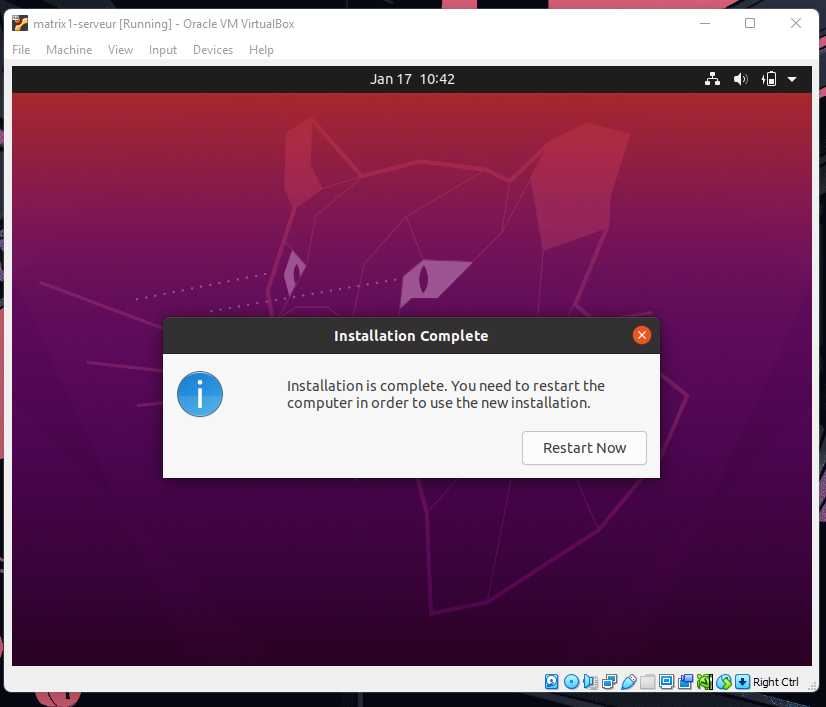 matrix1-serveur [Running] - Oracle VM VirtualBox
File Machine View Input Devices Help
Jan 17 10:42
Installation Complete
Installation is complete. You need to restart the
computer in order to use the new installation.
Restart Now
Right Ctrl